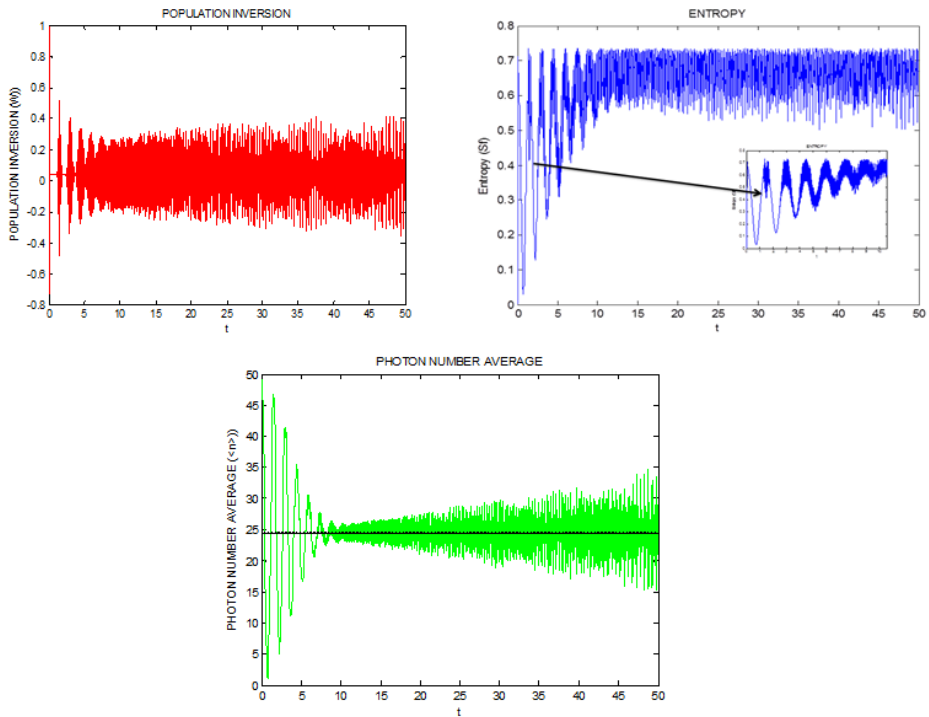 POPULATION INVERSION
1
0.8
0.6
0.4
0.2
0
-0.2
-0.4
-0.6
-0.8
POPULATION INVERSION (W)
0 5 10 15 20 25 30 35 40 45 50
t
ENTROPY
0.8
0.7
0.6
0.5
0.4
0.3
0.2
0.1
0
Entropy (Sf)
ENTROPY
0 5 10 15 20 25 30 35 40 45 50
t
PHOTON NUMBER AVERAGE
50
45
40
35
30
25
20
15
10
5
0
PHOTON NUMBER AVERAGE (<n>))
0 5 10 15 20 25 30 35 40 45 50
t